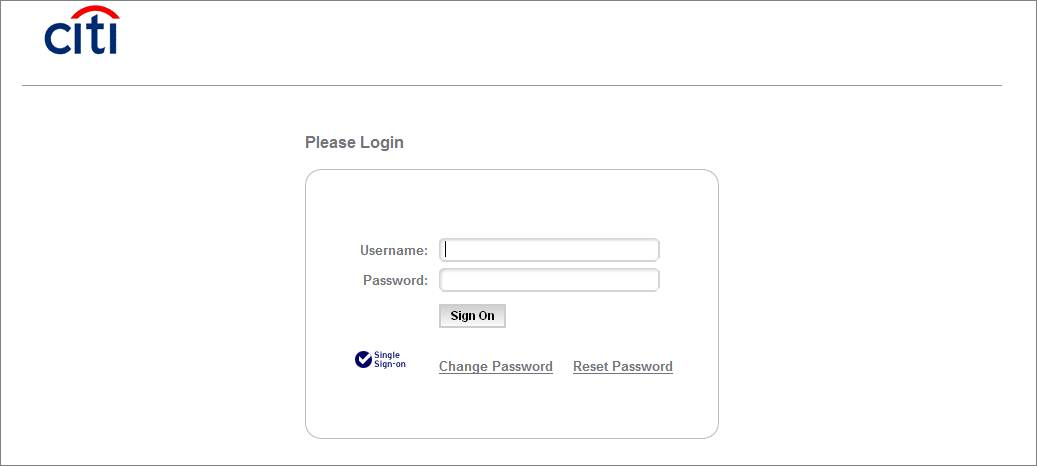 citi
Please Login
Username:
Password:
Sign On
Single
Sign-on
Change Password Reset Password